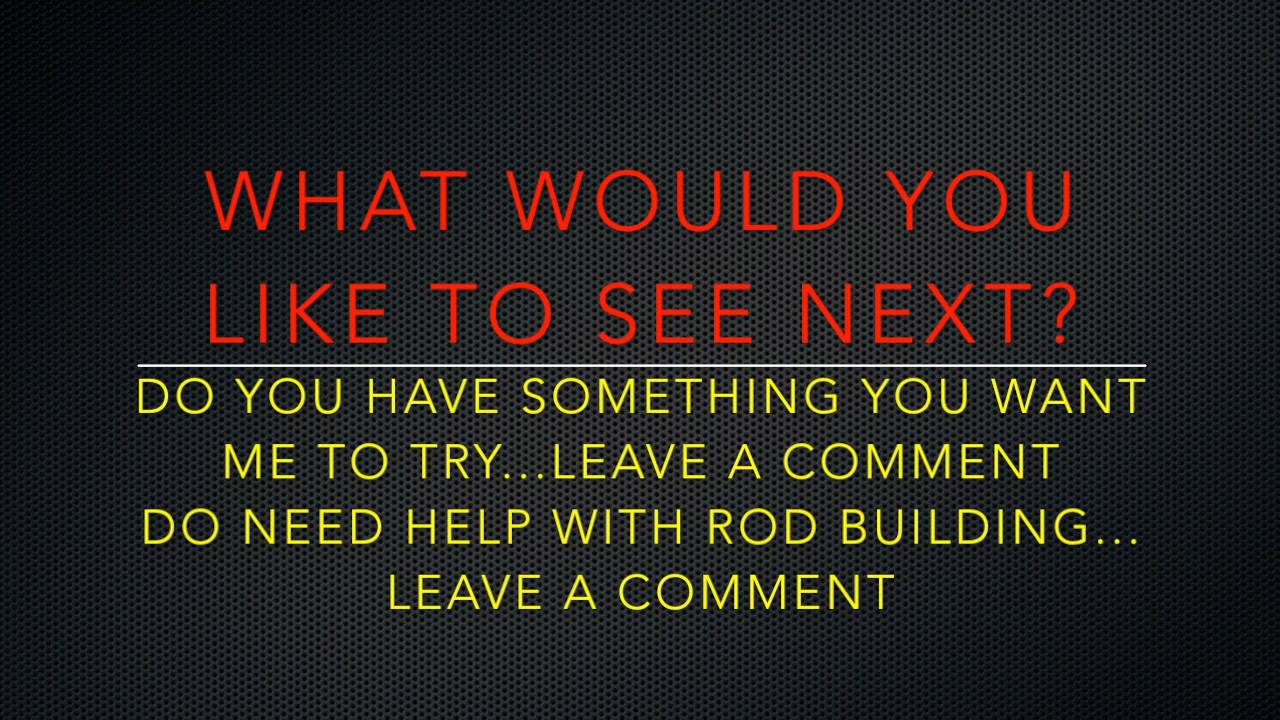 WHAT WOULD YOU
LIKE TO SEE NEXT?
DO YOU HAVE SOMETHING YOU WANT
ME TO TRY...LEAVE A COMMENT
DO NEED HELP WITH ROD BUILDING...
LEAVE A COMMENT